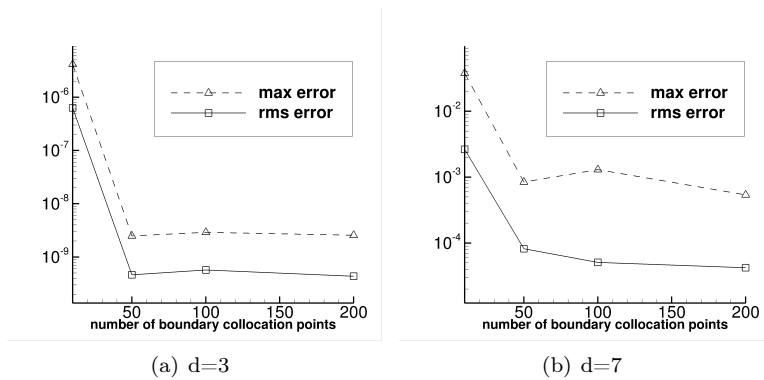 max error
rms error
10-6
10-7
10-8
10-9
50 100 150 200
number of boundary collocation points
(a) d=3
max error
rms error
10-2
10-3
10-4
50 100 150 200
number of boundary collocation points
(b) d=7